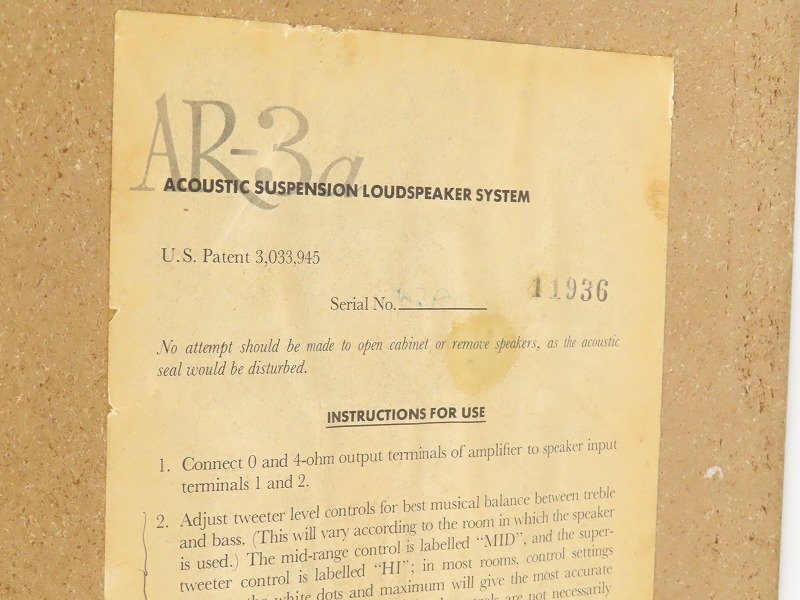 AR-3a
ACOUSTIC SUSPENSION LOUDSPEAKER SYSTEM
U.S. Patent 3,033,945
Serial No. 11936
No attempt should be made to open cabinet or remove speakers, as the acoustic
seal would be disturbed.
INSTRUCTIONS FOR USE
1. Connect 0 and 4-ohm output terminals of amplifier to speaker input
terminals 1 and 2.
2. Adjust tweeter level controls for best musical balance between treble
and bass. (This will vary according to the room in which the speaker
is used.) The mid-range control is labelled “MID”, and the super-
tweeter control is labelled “HI”; in most rooms, control settings
the white dots and maximum will give the most accurate
are not necessarily